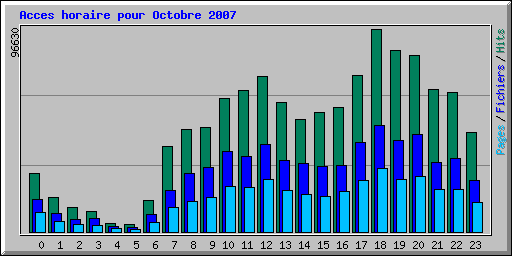 Acces horaire pour Octobre 2007
96630
Pages / Fichiers / Hits
0 1 2 3 4 5 6 7 8 9 10 11 12 13 14 15 16 17 18 19 20 21 22 23